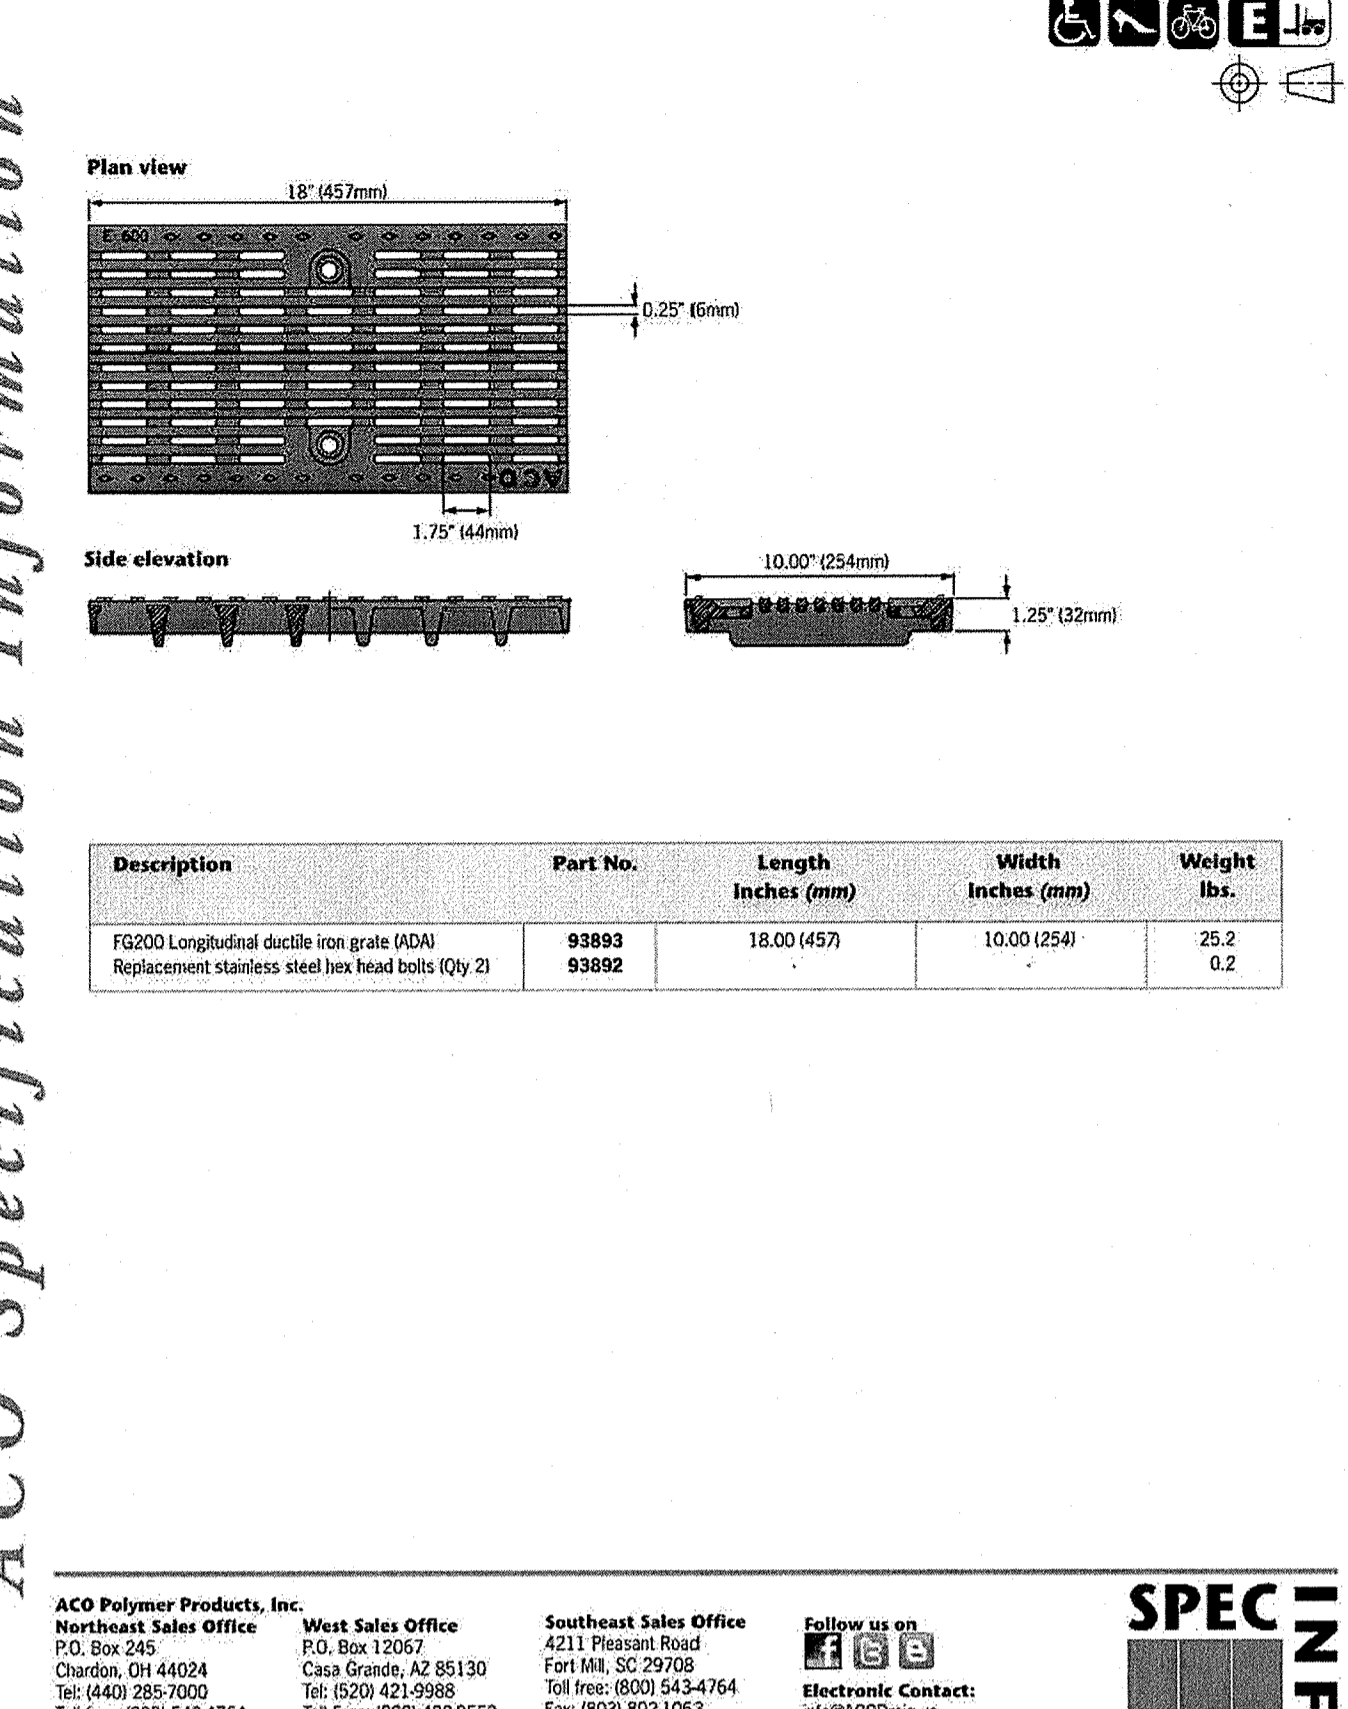 E
Plan view
18" (457mm)
E 600
0.25" (6mm)
ACO
1.75" (44mm)
Side elevation
10.00" (254mm)
1.25" (32mm)
Description Part No. Length Inches (mm) Width Inches (mm) Weight lbs.
FG200 Longitudinal ductile iron grate (ADA) 93893 18.00 (457) 10.00 (254) 25.2
Replacement stainless steel hex head bolts (Qty 2) 93892 - - 0.2
ACO Specification Information
ACO Polymer Products, Inc.
Northeast Sales Office
P.O. Box 245
Chardon, OH 44024
Tel: (440) 285-7000
West Sales Office
P.O. Box 12067
Casa Grande, AZ 85130
Tel: (520) 421-9988
Southeast Sales Office
4211 Pleasant Road
Fort Mill, SC 29708
Toll free: (800) 543-4764
Follow us on
Electronic Contact:
SPEC